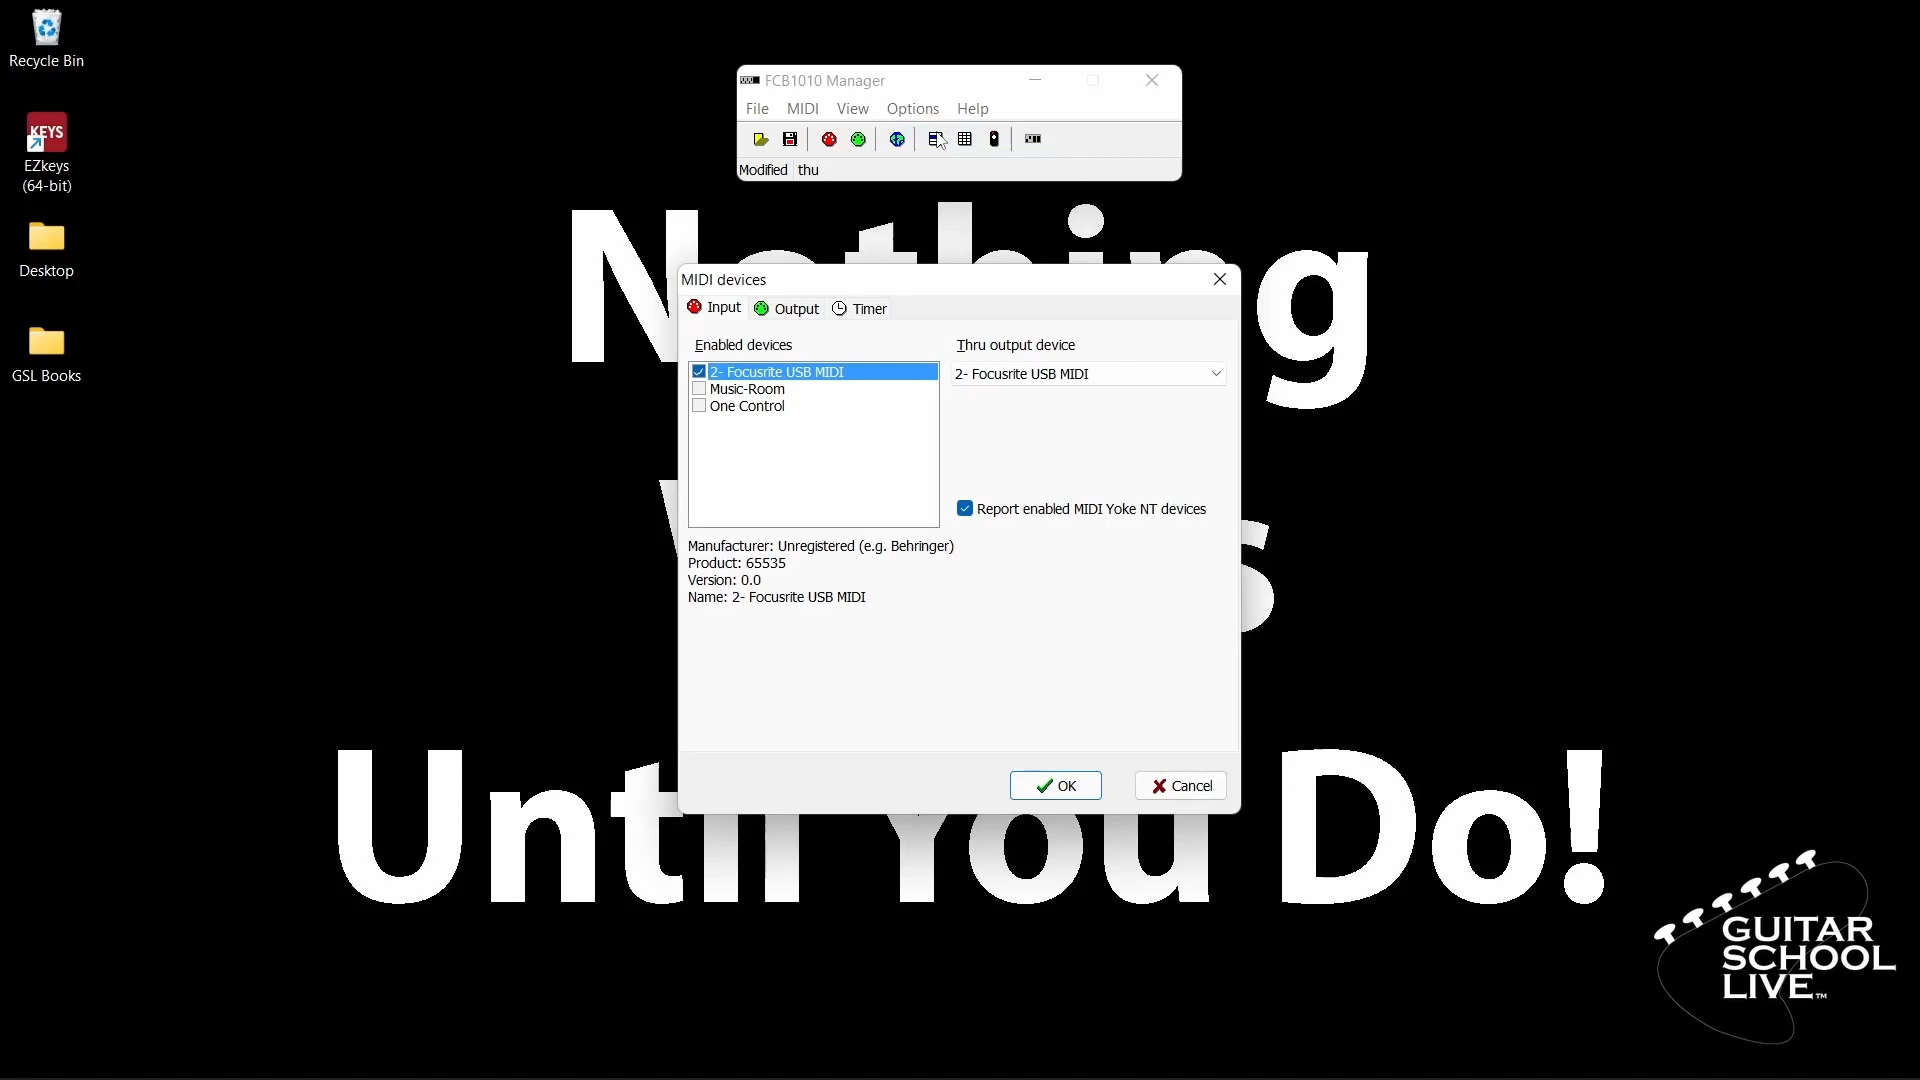 Recycle Bin
KEYS
EZkeys
(64-bit)
Desktop
GSL Books
FCB1010 Manager
File MIDI View Options Help
Modified thu
MIDI devices
Input Output Timer
Enabled devices
Thru output device
2- Focusrite USB MIDI
2- Focusrite USB MIDI
Music-Room
One Control
Report enabled MIDI Yoke NT devices
Manufacturer: Unregistered (e.g. Behringer)
Product: 65535
Version: 0.0
Name: 2- Focusrite USB MIDI
OK Cancel
Nothing
Until You Do!
GUITAR
SCHOOL
LIVE™